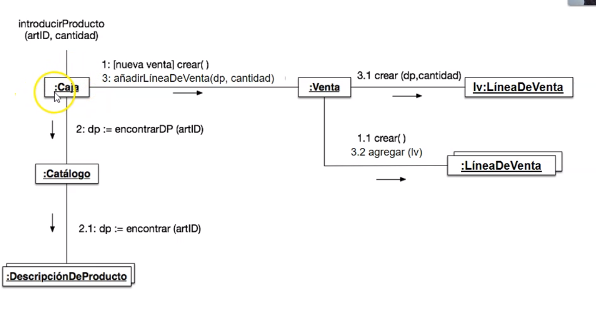 introducirProducto
(artID, cantidad)
1: [nueva venta] crear( )
3: añadirLíneaDeVenta(dp, cantidad)
3.1 crear (dp,cantidad)
:Caja
:Venta
lv:LíneaDeVenta
2: dp := encontrarDP (artID)
1.1 crear( )
3.2 agregar (lv)
:Catálogo
:LíneaDeVenta
2.1: dp := encontrar (artID)
:DescripciónDeProducto